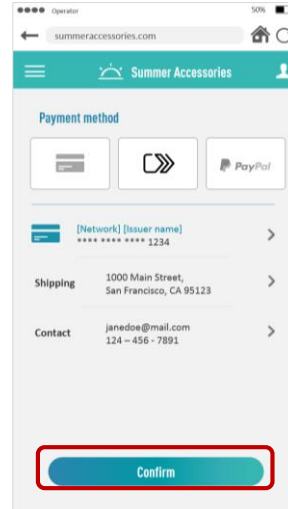 Operator 50%
summeraccessories.com
Summer Accessories
Payment method
PayPal
[Network] [Issuer name]
**** **** **** 1234
Shipping
1000 Main Street,
San Francisco, CA 95123
Contact
janedoe@mail.com
124 – 456 - 7891
Confirm